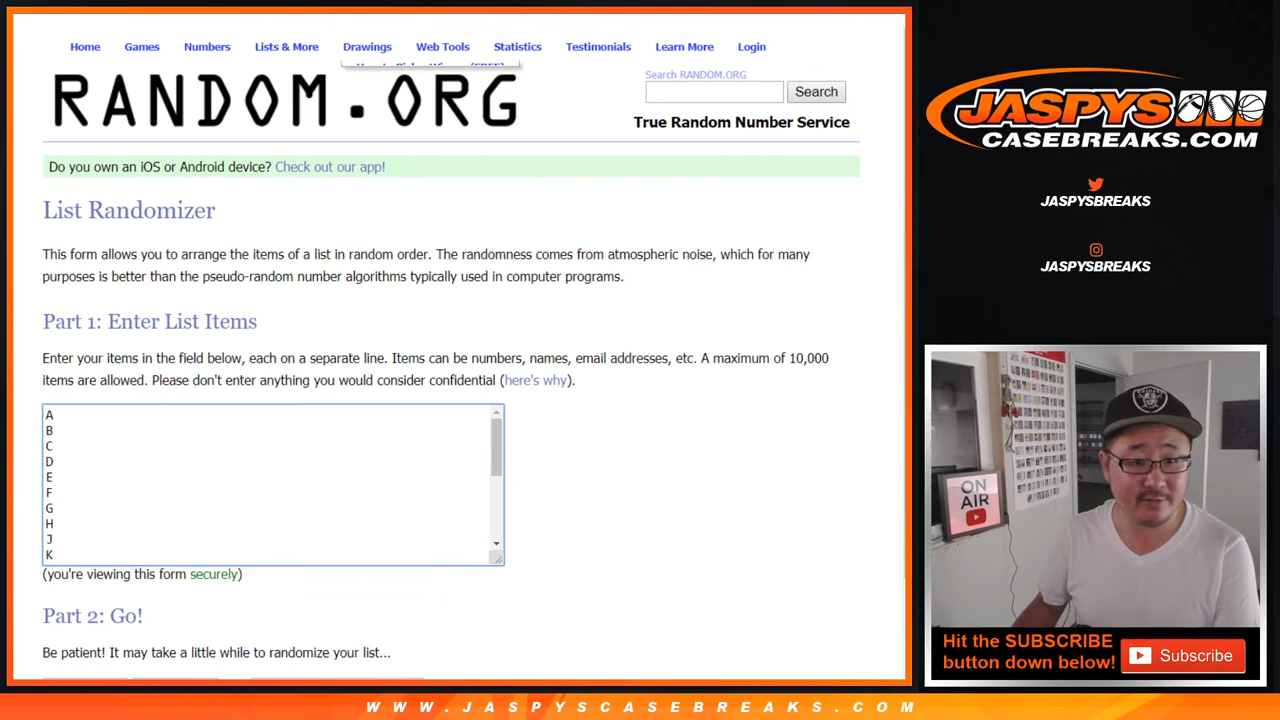 Home Games Numbers Lists & More Drawings Web Tools Statistics Testimonials Learn More Login
RANDOM.ORG
Search RANDOM.ORG
Search
True Random Number Service
Do you own an iOS or Android device? Check out our app!
List Randomizer
This form allows you to arrange the items of a list in random order. The randomness comes from atmospheric noise, which for many
purposes is better than the pseudo-random number algorithms typically used in computer programs.
Part 1: Enter List Items
Enter your items in the field below, each on a separate line. Items can be numbers, names, email addresses, etc. A maximum of 10,000
items are allowed. Please don't enter anything you would consider confidential (here's why).
A
B
C
D
E
F
G
H
J
K
(you're viewing this form securely)
Part 2: Go!
Be patient! It may take a little while to randomize your list...
JASPYS
CASEBREAKS.COM
JASPYSBREAKS
JASPYSBREAKS
ON
AIR
Hit the SUBSCRIBE
button down below!
Subscribe
WWW.JASPYSCASEBREAKS.COM